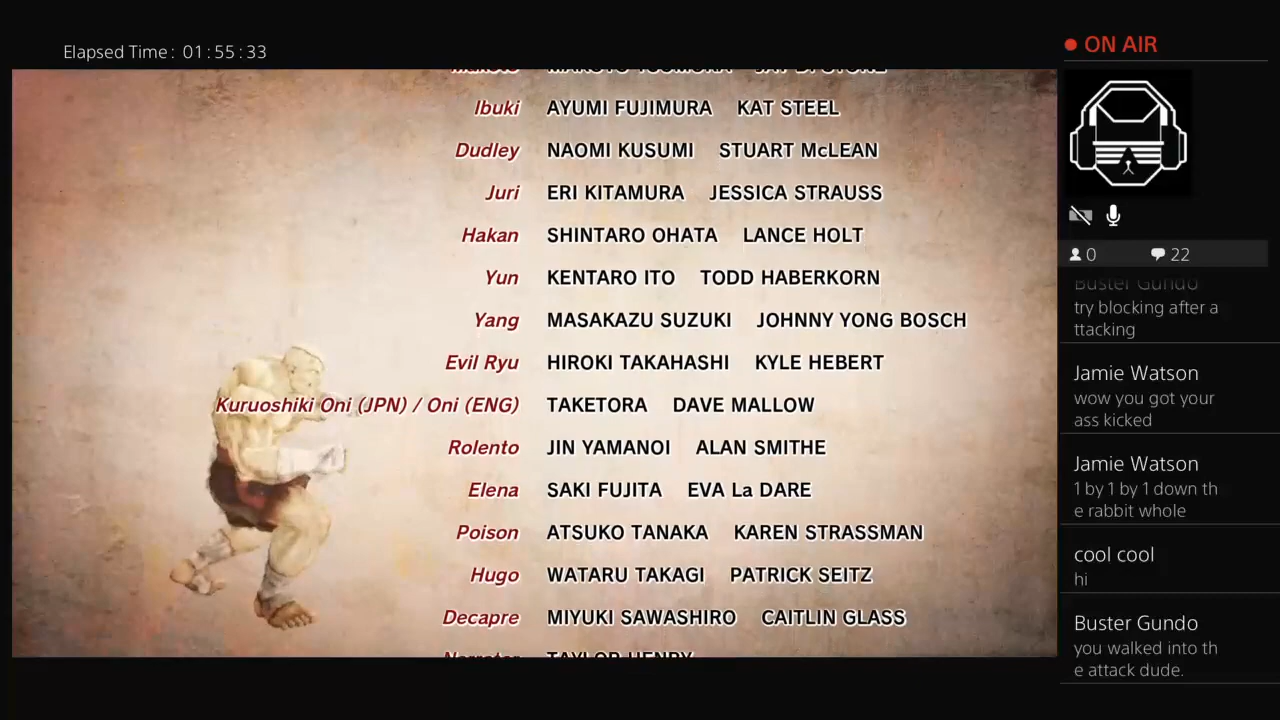 Elapsed Time: 01:55:33
ON AIR
Ibuki AYUMI FUJIMURA KAT STEEL
Dudley NAOMI KUSUMI STUART McLEAN
Juri ERI KITAMURA JESSICA STRAUSS
Hakan SHINTARO OHATA LANCE HOLT
Yun KENTARO ITO TODD HABERKORN
Yang MASAKAZU SUZUKI JOHNNY YONG BOSCH
Evil Ryu HIROKI TAKAHASHI KYLE HEBERT
Kuruoshiki Oni (JPN) / Oni (ENG) TAKETORA DAVE MALLOW
Rolento JIN YAMANOI ALAN SMITHE
Elena SAKI FUJITA EVA La DARE
Poison ATSUKO TANAKA KAREN STRASSMAN
Hugo WATARU TAKAGI PATRICK SEITZ
Decapre MIYUKI SAWASHIRO CAITLIN GLASS
Narrator TAYLOR HENRY
0 22
Buster Gundo
try blocking after a
ttacking
Jamie Watson
wow you got your
ass kicked
Jamie Watson
1 by 1 by 1 down th
e rabbit whole
cool cool
hi
Buster Gundo
you walked into th
e attack dude.